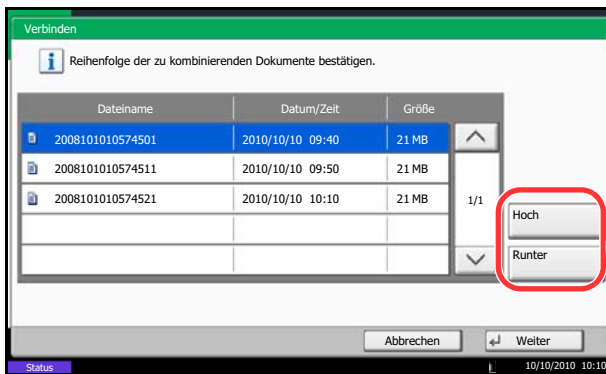 Verbinden
i Reihenfolge der zu kombinierenden Dokumente bestätigen.
Dateiname Datum/Zeit Größe
2008101010574501 2010/10/10 09:40 21 MB
2008101010574511 2010/10/10 09:50 21 MB
2008101010574521 2010/10/10 10:10 21 MB
1/1
Hoch
Runter
Abbrechen Weiter
Status 10/10/2010 10:10